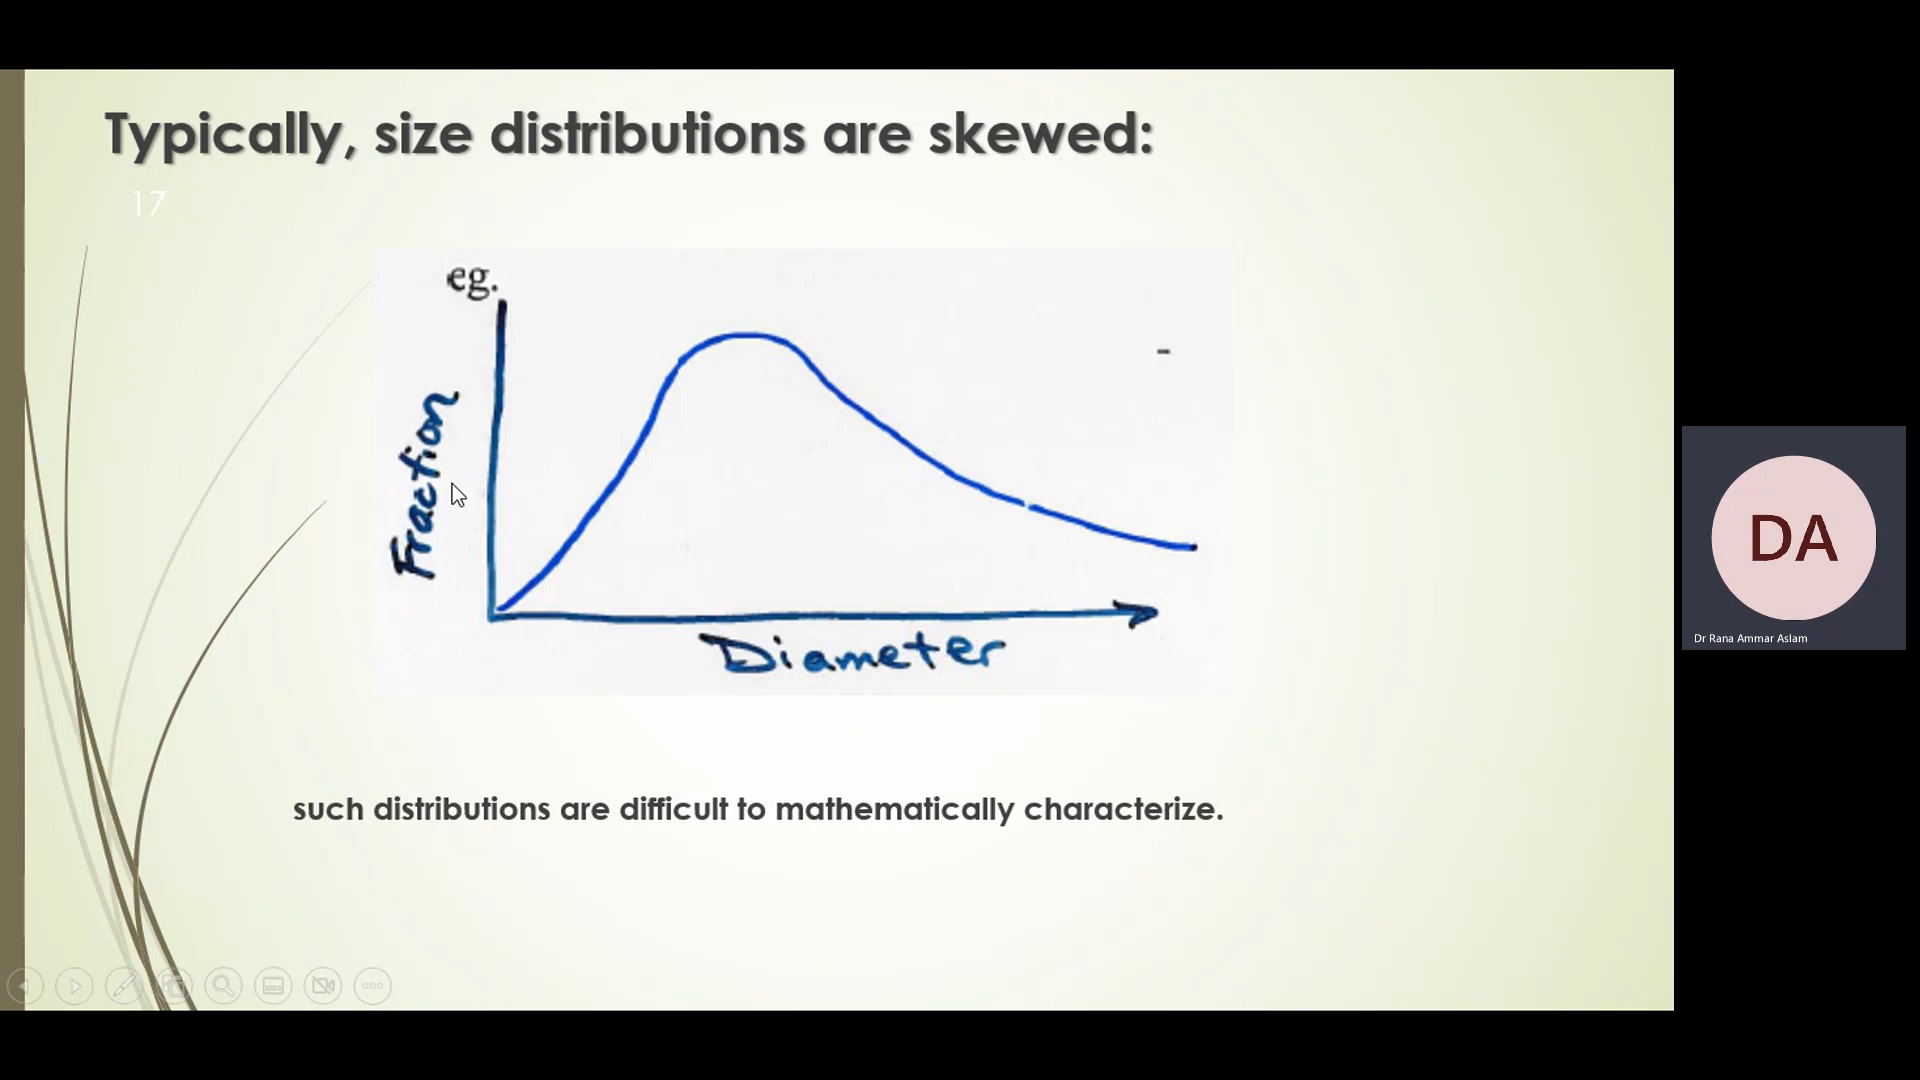 Typically, size distributions are skewed:
17
eg.
Fraction
Diameter
such distributions are difficult to mathematically characterize.
DA
Dr Rana Ammar Aslam